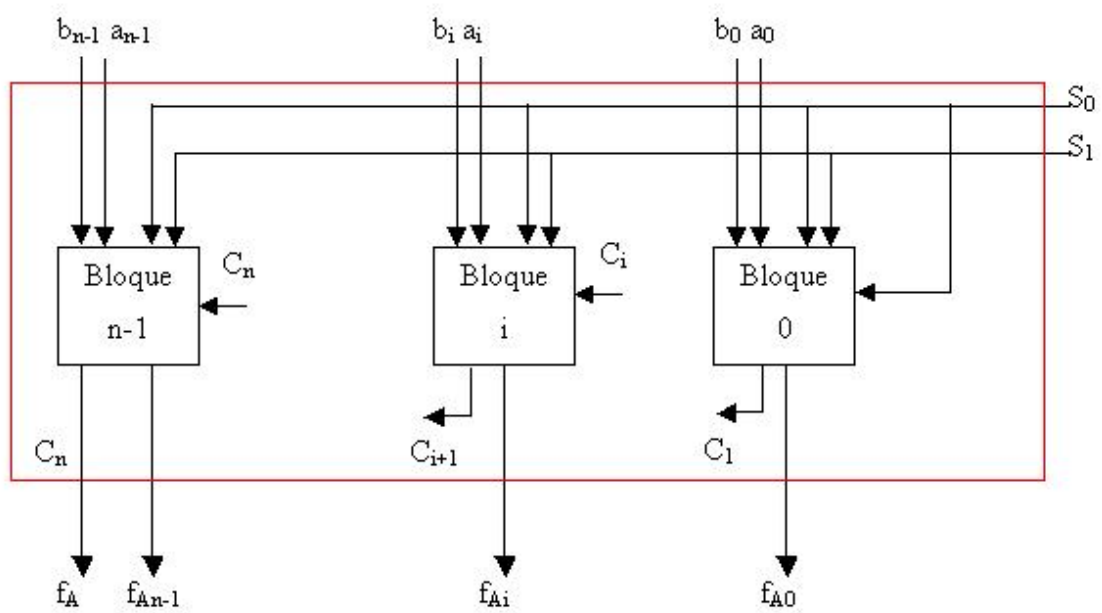 bn-1 an-1
bi ai
b0 a0
S0
S1
Bloque
n-1
Cn
Bloque
i
Ci
Bloque
0
Cn
Ci+1
C1
fA
fAn-1
fAi
fA0